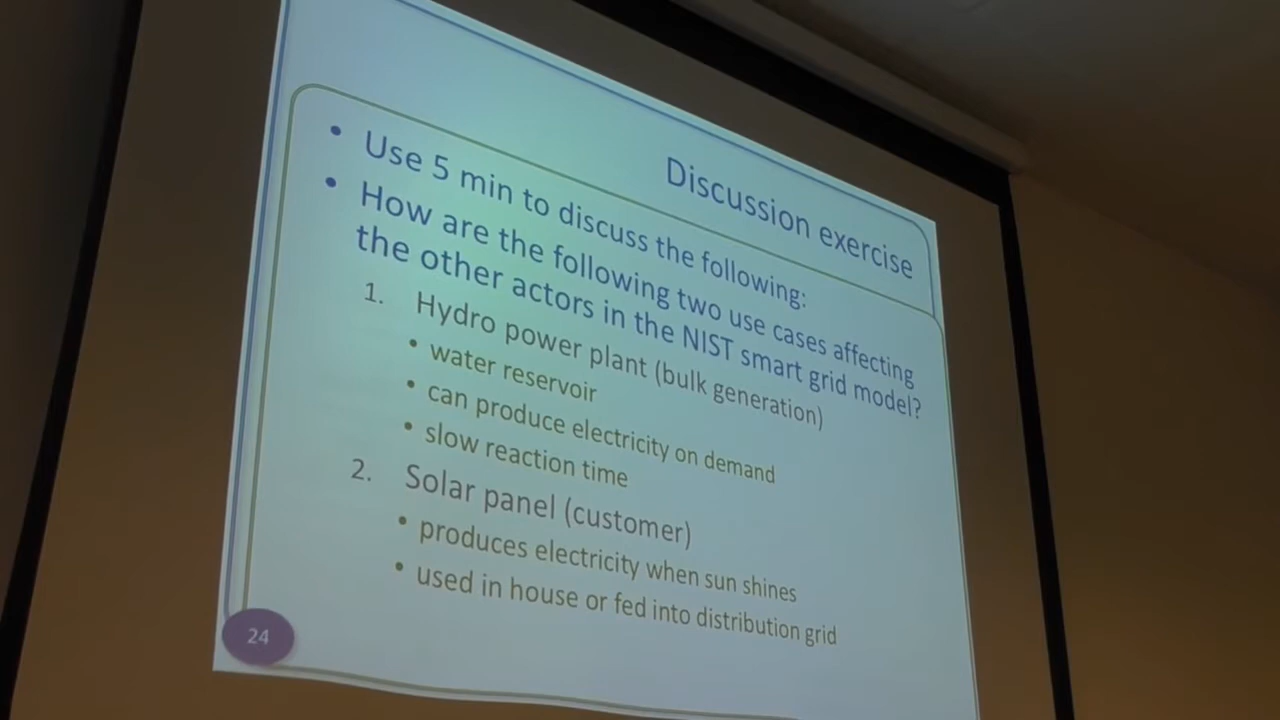 Discussion exercise
• Use 5 min to discuss the following:
• How are the following two use cases affecting
the other actors in the NIST smart grid model?
1. Hydro power plant (bulk generation)
• water reservoir
• can produce electricity on demand
• slow reaction time
2. Solar panel (customer)
• produces electricity when sun shines
• used in house or fed into distribution grid
24